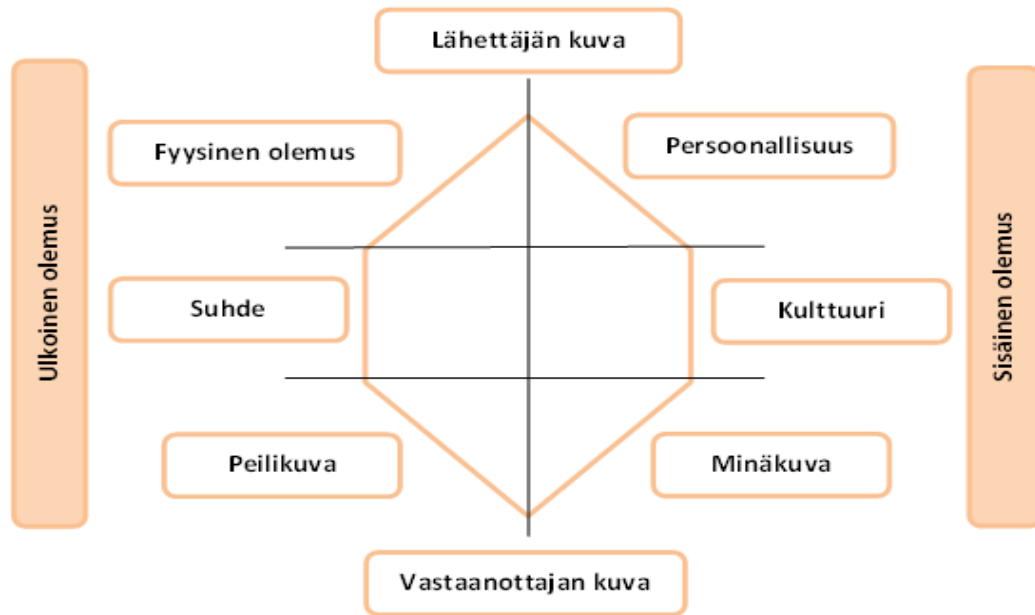 Lähettäjän kuva
Fyysinen olemus
Persoonallisuus
Ulkoinen olemus
Suhde
Kulttuuri
Sisäinen olemus
Peilikuva
Minäkuva
Vastaanottajan kuva